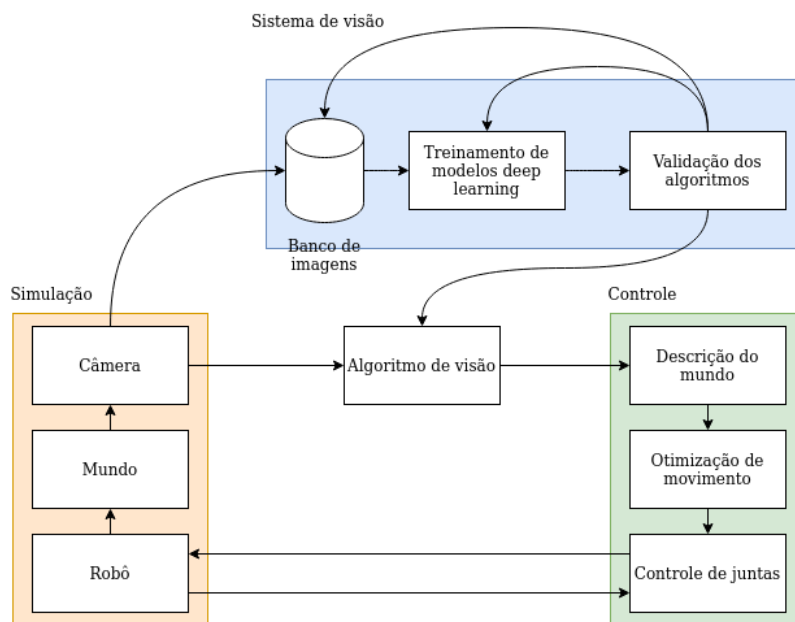 Sistema de visão
Treinamento de
modelos deep
learning
Validação dos
algoritmos
Banco de
imagens
Simulação
Controle
Câmera
Algoritmo de visão
Descrição do
mundo
Mundo
Otimização de
movimento
Robô
Controle de juntas